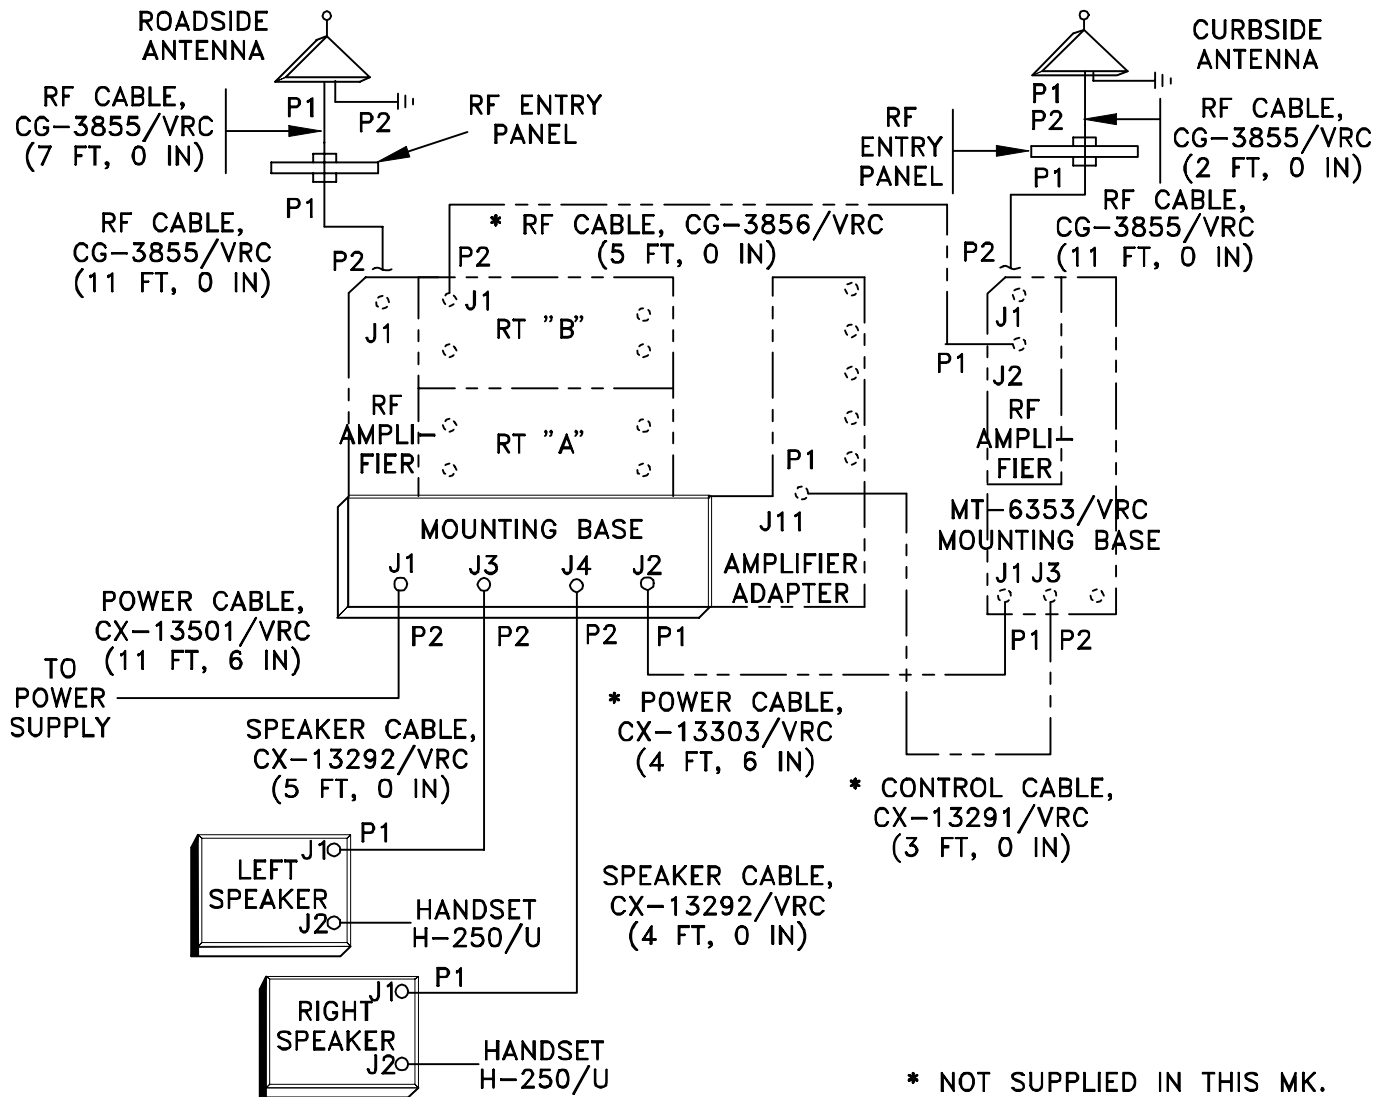 ROADSIDE
ANTENNA
CURBSIDE
ANTENNA
RF CABLE,
CG-3855/VRC
(7 FT, 0 IN)
P1
P2
RF ENTRY
PANEL
RF
ENTRY
PANEL
P1
P2
RF CABLE,
CG-3855/VRC
(2 FT, 0 IN)
P1
P1
RF CABLE,
CG-3855/VRC
(11 FT, 0 IN)
P2
P2
* RF CABLE, CG-3856/VRC
(5 FT, 0 IN)
P2
RF CABLE,
CG-3855/VRC
(11 FT, 0 IN)
J1
J1
RT "B"
RF
AMPLI-
FIER
RT "A"
P1
J11
AMPLIFIER
ADAPTER
P1
J1
J2
RF
AMPLI-
FIER
MT-6353/VRC
MOUNTING BASE
J1 J3
P1 P2
MOUNTING BASE
J1 J3 J4 J2
P2 P2 P2 P1
POWER CABLE,
CX-13501/VRC
(11 FT, 6 IN)
TO
POWER
SUPPLY
SPEAKER CABLE,
CX-13292/VRC
(5 FT, 0 IN)
* POWER CABLE,
CX-13303/VRC
(4 FT, 6 IN)
* CONTROL CABLE,
CX-13291/VRC
(3 FT, 0 IN)
P1
J1
LEFT
SPEAKER
J2
HANDSET
H-250/U
SPEAKER CABLE,
CX-13292/VRC
(4 FT, 0 IN)
P1
J1
RIGHT
SPEAKER
J2
HANDSET
H-250/U
* NOT SUPPLIED IN THIS MK.